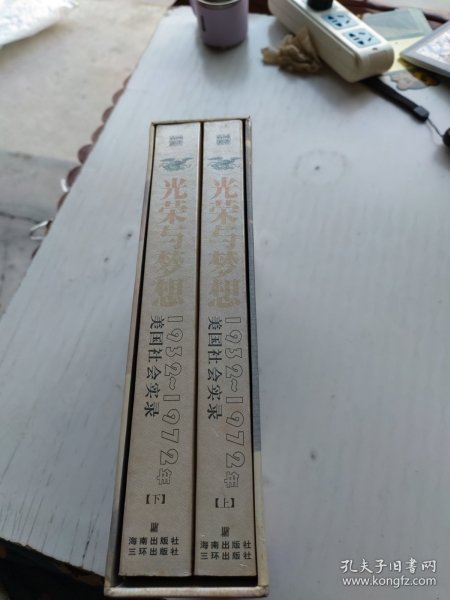 光荣与梦想
1932~1972年
美国社会实录
【下】
海南出版社
三环出版社
光荣与梦想
1932~1972年
美国社会实录
【上】
海南出版社
三环出版社
孔夫子旧书网
www.kongfz.com